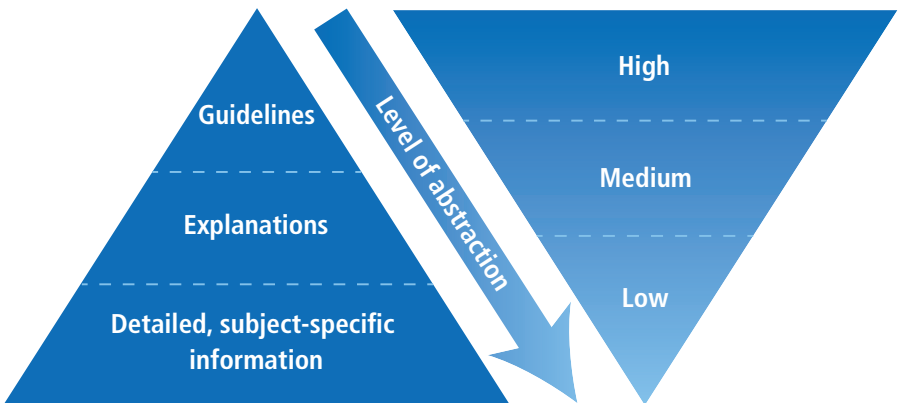 Guidelines
Explanations
Detailed, subject-specific
information
Level of abstraction
High
Medium
Low